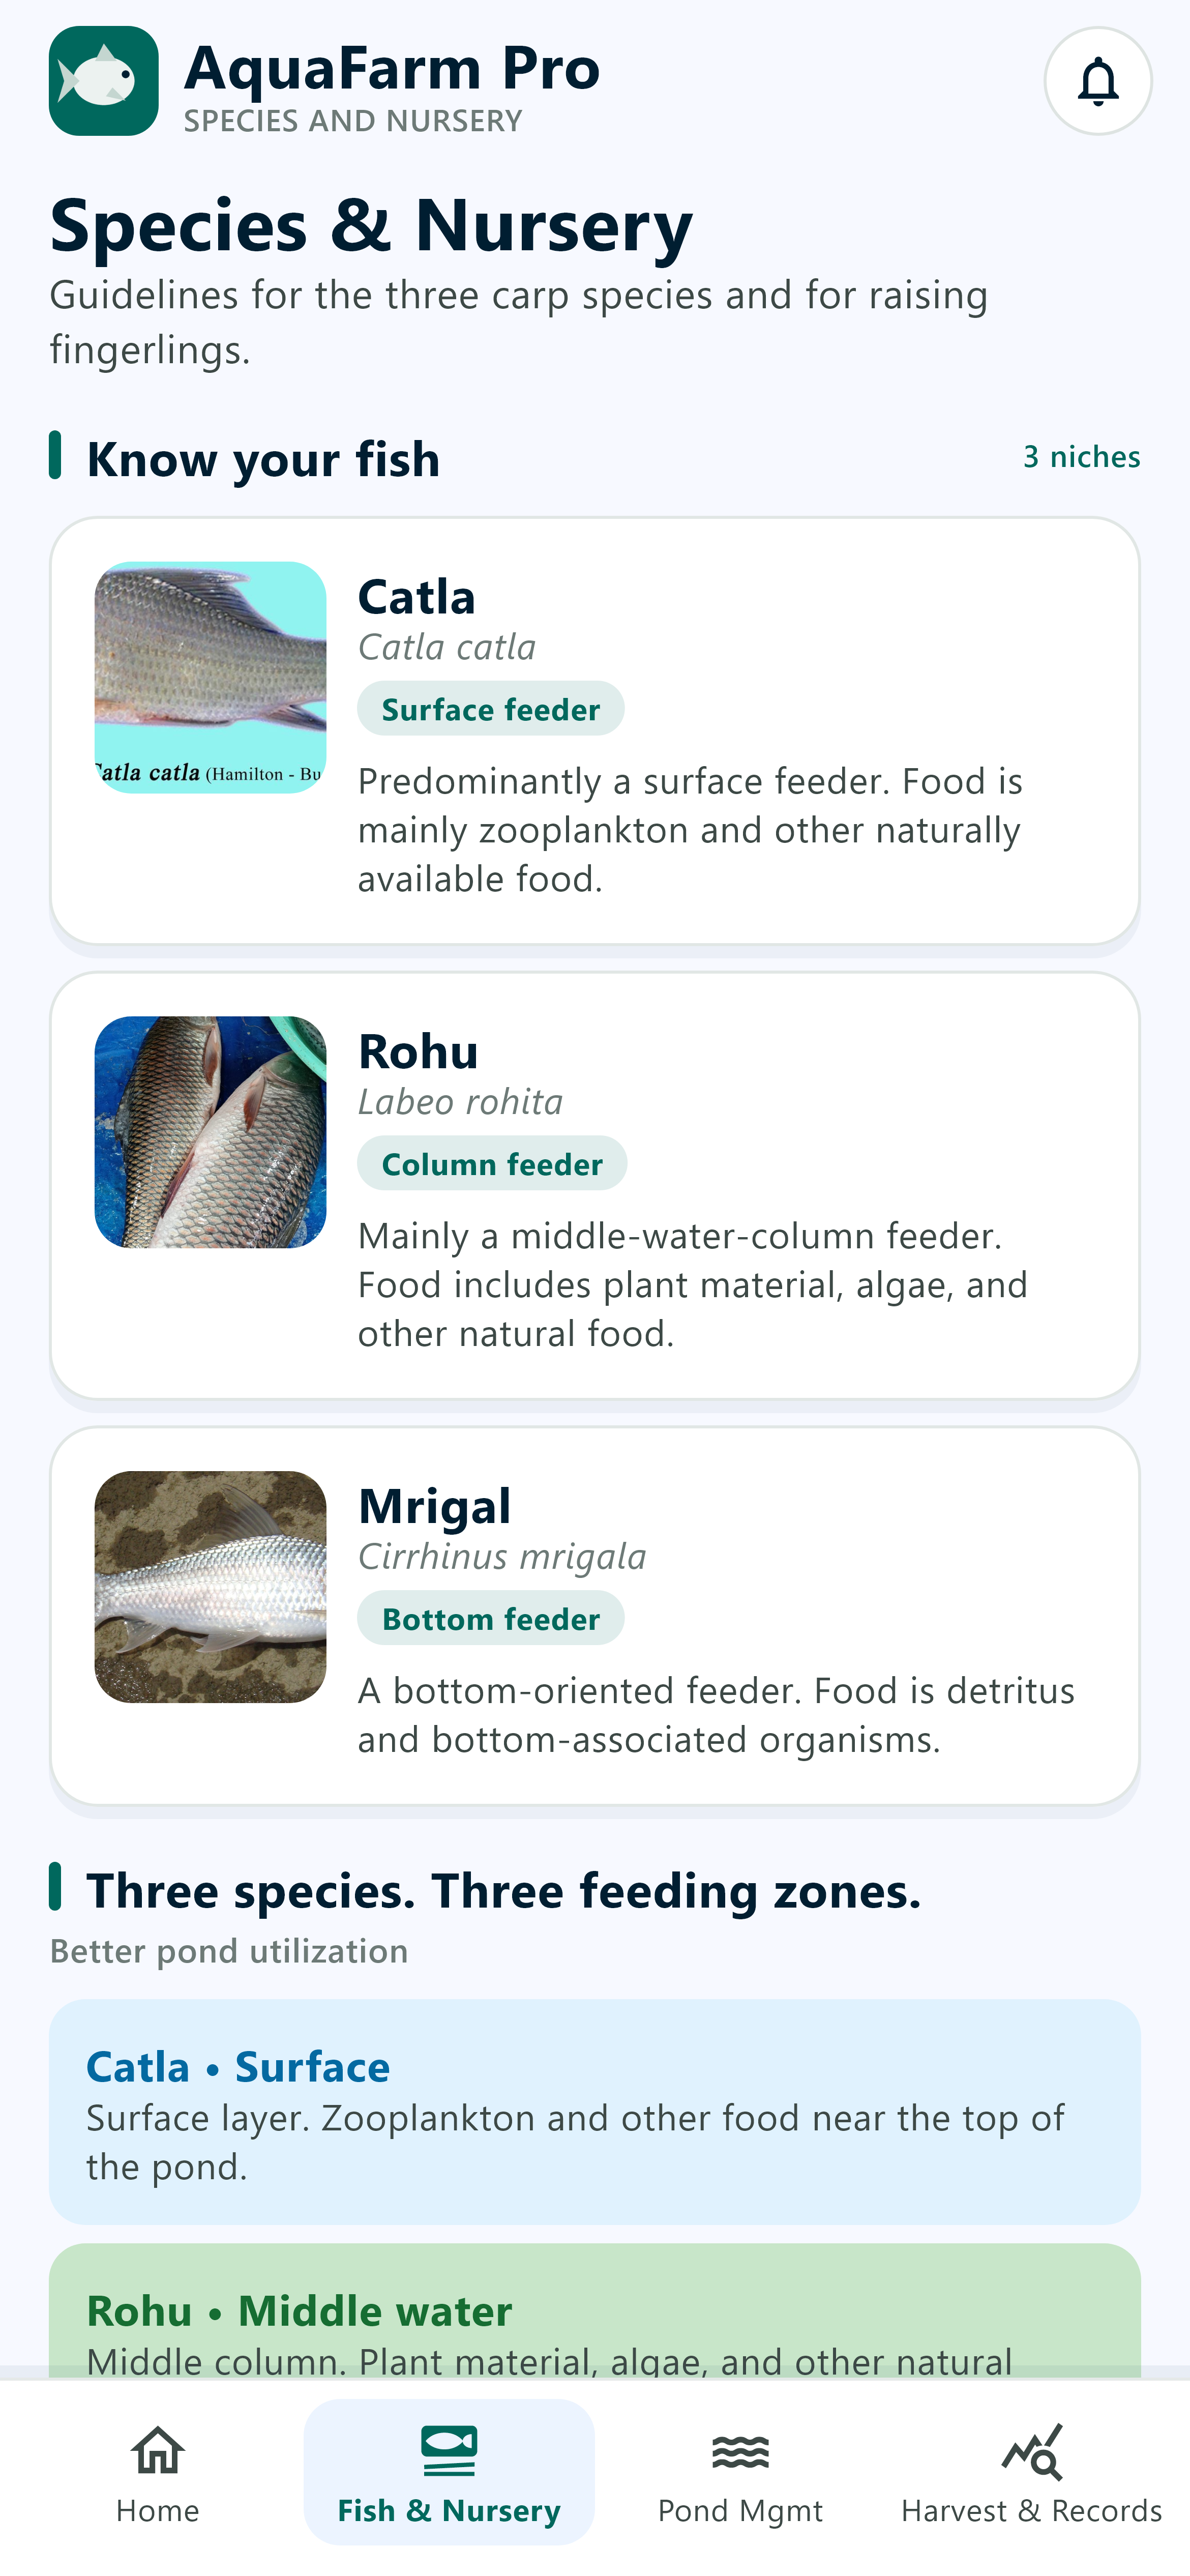 AquaFarm Pro
SPECIES AND NURSERY
Species & Nursery
Guidelines for the three carp species and for raising
fingerlings.
Know your fish
3 niches
Catla
Catla catla
Surface feeder
Predominantly a surface feeder. Food is
mainly zooplankton and other naturally
available food.
atla catla (Hamilton - Bu
Rohu
Labeo rohita
Column feeder
Mainly a middle-water-column feeder.
Food includes plant material, algae, and
other natural food.
Mrigal
Cirrhinus mrigala
Bottom feeder
A bottom-oriented feeder. Food is detritus
and bottom-associated organisms.
Three species. Three feeding zones.
Better pond utilization
Catla • Surface
Surface layer. Zooplankton and other food near the top of
the pond.
Rohu • Middle water
Middle column. Plant material, algae, and other natural
Home
Fish & Nursery
Pond Mgmt
Harvest & Records